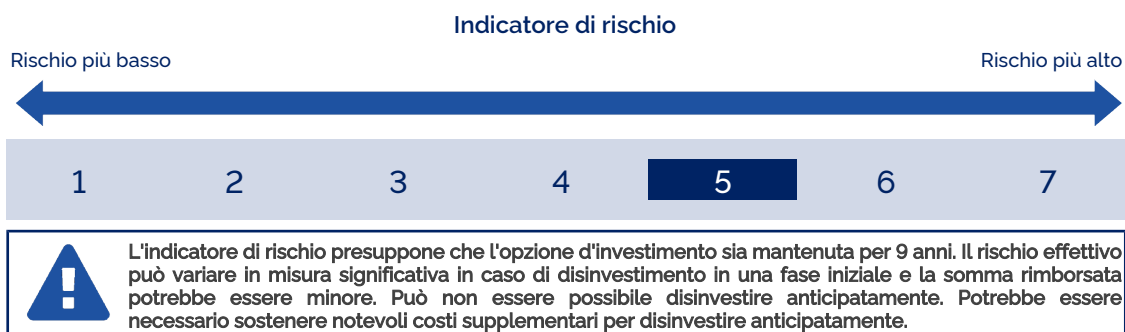 Indicatore di rischio
Rischio più basso
Rischio più alto
1 2 3 4 5 6 7
L'indicatore di rischio presuppone che l'opzione d'investimento sia mantenuta per 9 anni. Il rischio effettivo
può variare in misura significativa in caso di disinvestimento in una fase iniziale e la somma rimborsata
potrebbe essere minore. Può non essere possibile disinvestire anticipatamente. Potrebbe essere
necessario sostenere notevoli costi supplementari per disinvestire anticipatamente.